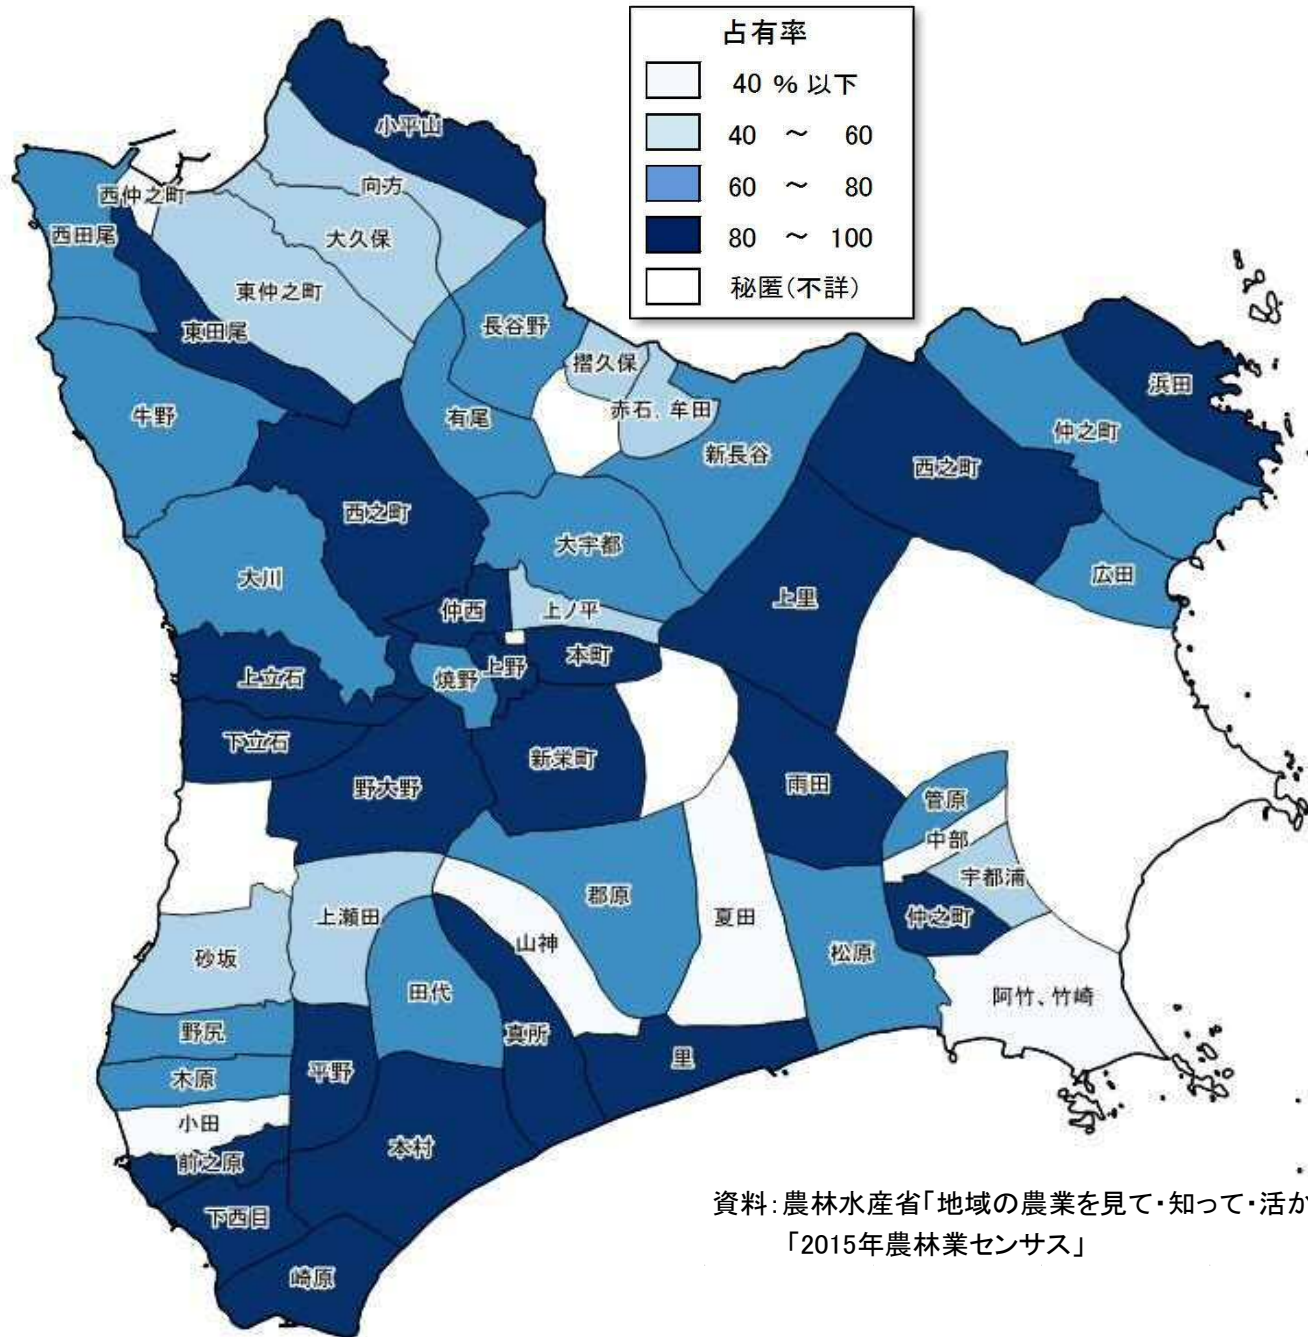 占有率
40 % 以下
40 ～ 60
60 ～ 80
80 ～ 100
秘匿(不詳)
小平山
向方
西仲之町
大久保
西田尾
東仲之町
東田尾
長谷野
摺久保
赤石、牟田
浜田
牛野
有尾
仲之町
新長谷
西之町
西之町
大宇都
大川
広田
上里
仲西
上ノ平
本町
上野
焼野
上立石
下立石
新栄町
野大野
雨田
管原
中部
宇都浦
郡原
上瀬田
夏田
仲之町
山神
松原
砂坂
田代
阿竹、竹崎
野尻
真所
里
平野
木原
小田
本村
前之原
下西目
崎原
資料：農林水産省「地域の農業を見て・知って・活か
「2015年農林業センサス」